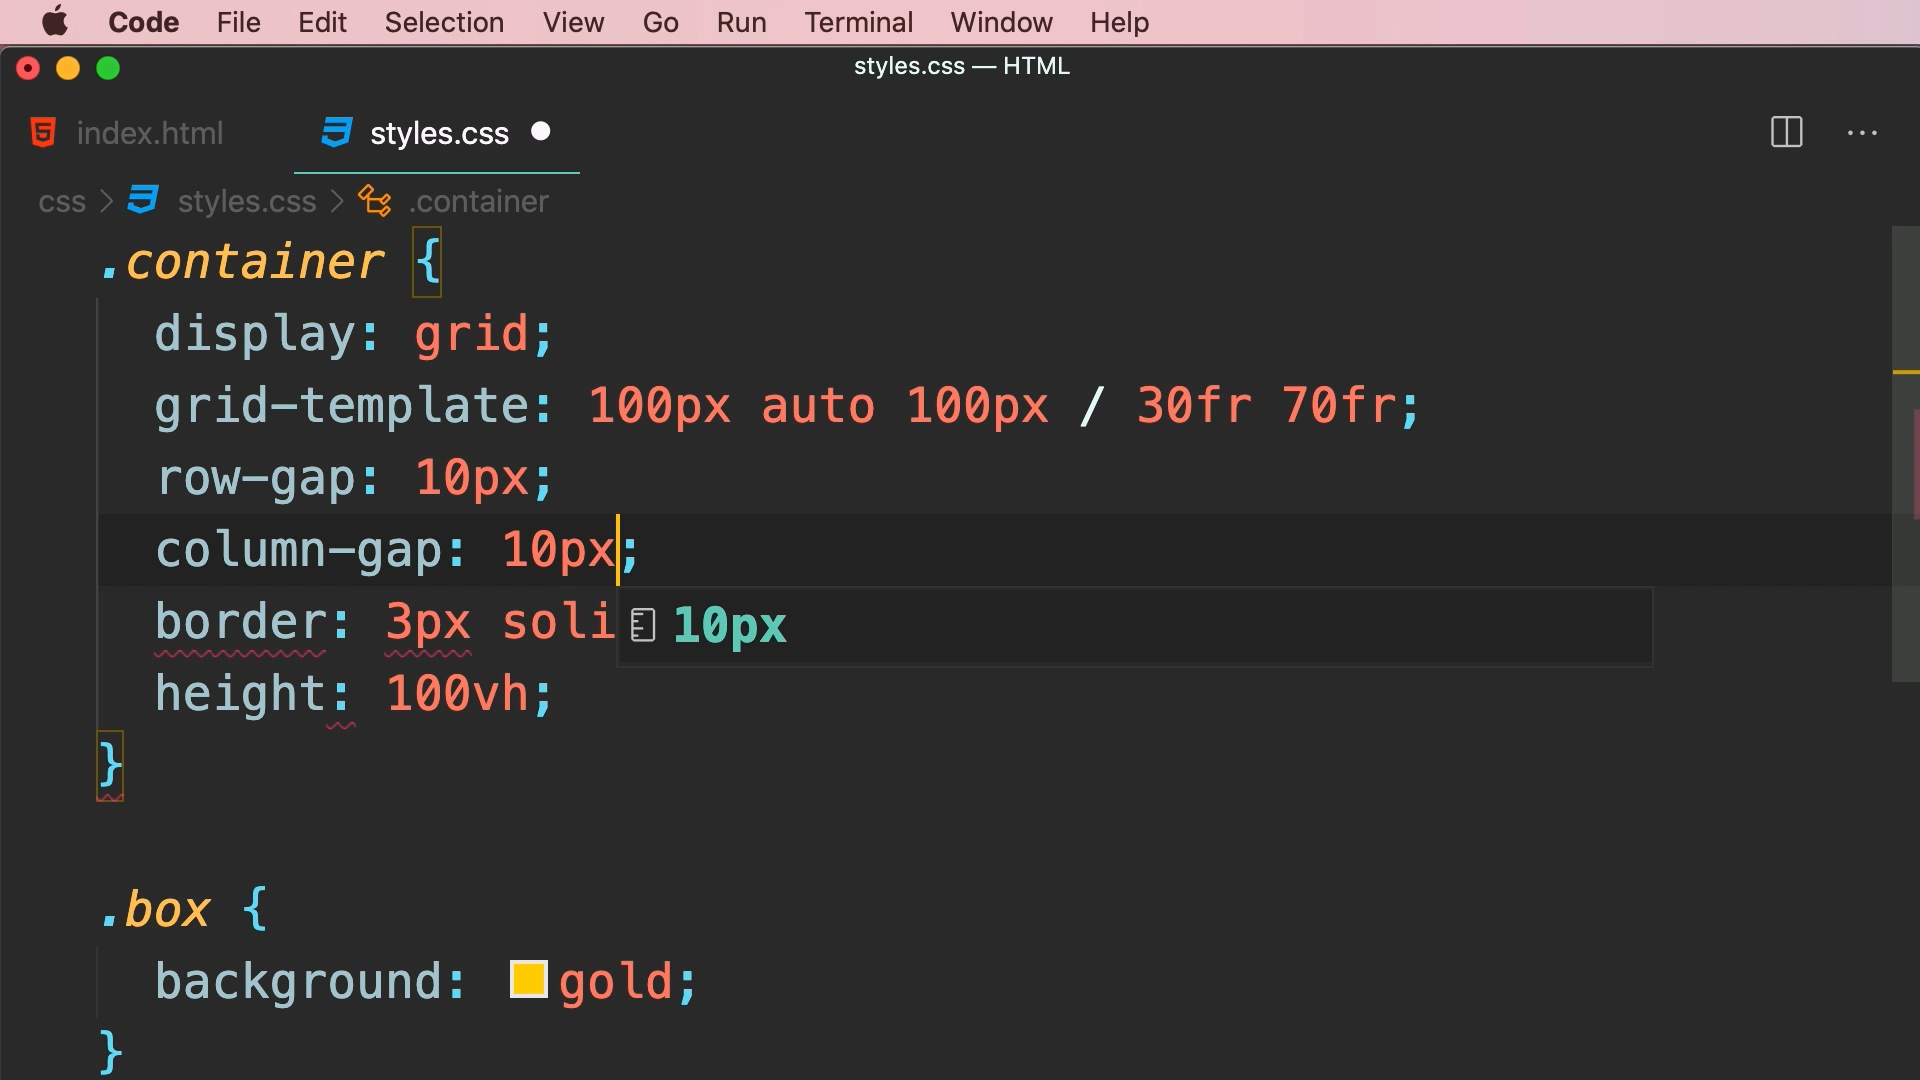 Code File Edit Selection View Go Run Terminal Window Help
styles.css — HTML
index.html styles.css
css > styles.css > .container
.container {
display: grid;
grid-template: 100px auto 100px / 30fr 70fr;
row-gap: 10px;
column-gap: 10px;
border: 3px soli
10px
height: 100vh;
}
.box {
background: gold;
}